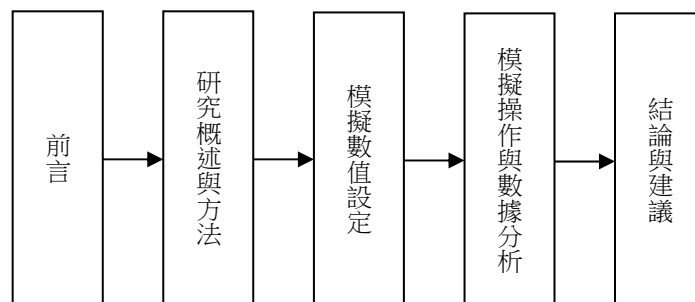 前言
研究概述與方法
模擬數值設定
模擬操作與數據分析
結論與建議